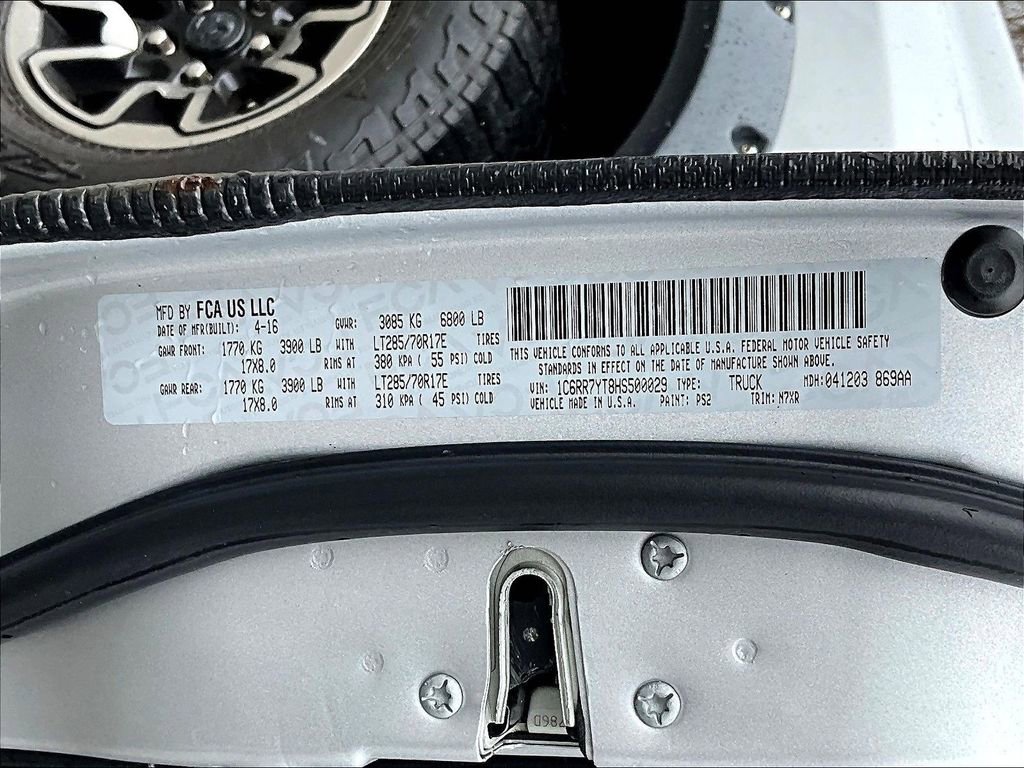 MFD BY FCA US LLC
DATE OF MFR(BUILT): 4-16 GVWR: 3085 KG 6800 LB
GAWR FRONT: 1770 KG 3900 LB WITH LT285/70R17E TIRES
17X8.0 RIMS AT 380 KPA ( 55 PSI) COLD
GAWR REAR: 1770 KG 3900 LB WITH LT285/70R17E TIRES
17X8.0 RIMS AT 310 KPA ( 45 PSI) COLD
THIS VEHICLE CONFORMS TO ALL APPLICABLE U.S.A. FEDERAL MOTOR VEHICLE SAFETY
STANDARDS IN EFFECT ON THE DATE OF MANUFACTURE SHOWN ABOVE.
VIN: 1C6RR7YT8HS500029 TYPE: TRUCK MDH: 041203 869AA
VEHICLE MADE IN U.S.A. PAINT: PS2 TRIM: N7XR